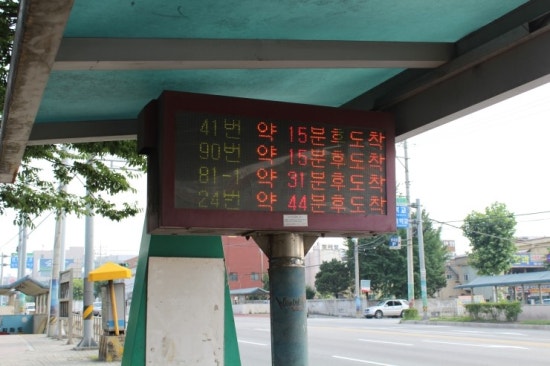 41번 약 15분후도착
90번 약 15분후도착
81-1 약 31분후도착
24번 약 44분후도착